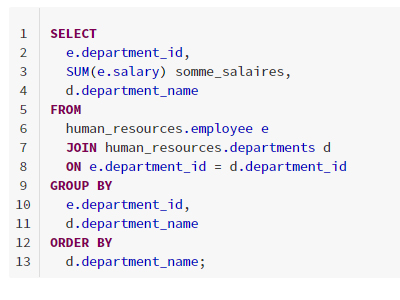 1 SELECT
2 e.department_id,
3 SUM(e.salary) somme_salaires,
4 d.department_name
5 FROM
6 human_resources.employee e
7 JOIN human_resources.departments d
8 ON e.department_id = d.department_id
9 GROUP BY
10 e.department_id,
11 d.department_name
12 ORDER BY
13 d.department_name;